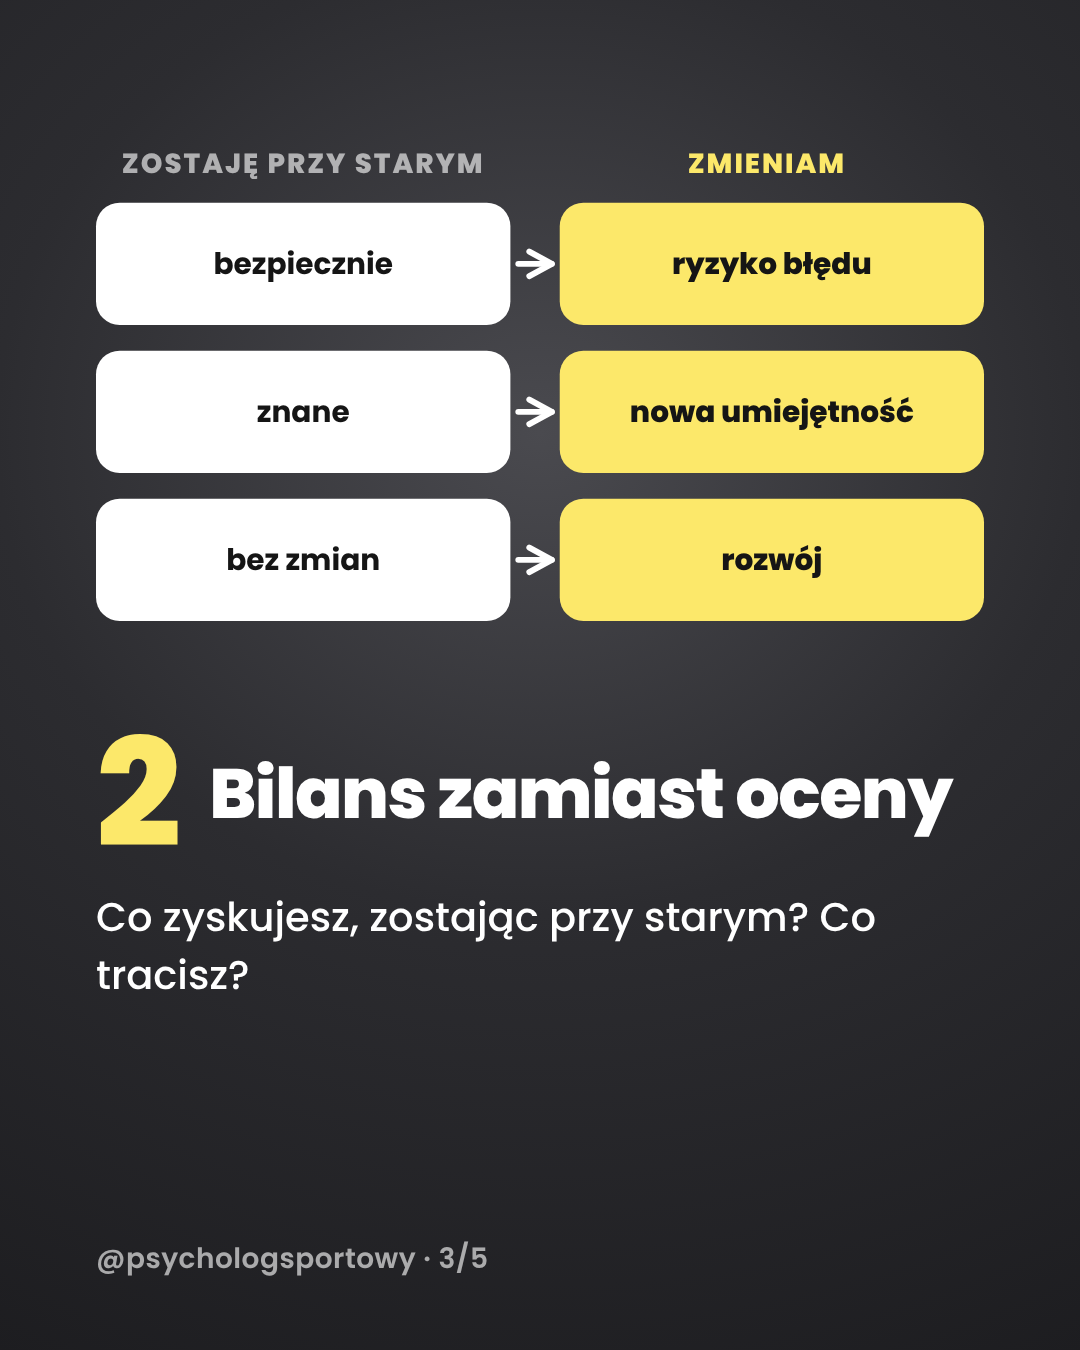 ZOSTAJĘ PRZY STARYM ZMIENIAM
bezpiecznie → ryzyko błędu
znane → nowa umiejętność
bez zmian → rozwój
2 Bilans zamiast oceny
Co zyskujesz, zostając przy starym? Co
tracisz?
@psychologsportowy · 3/5